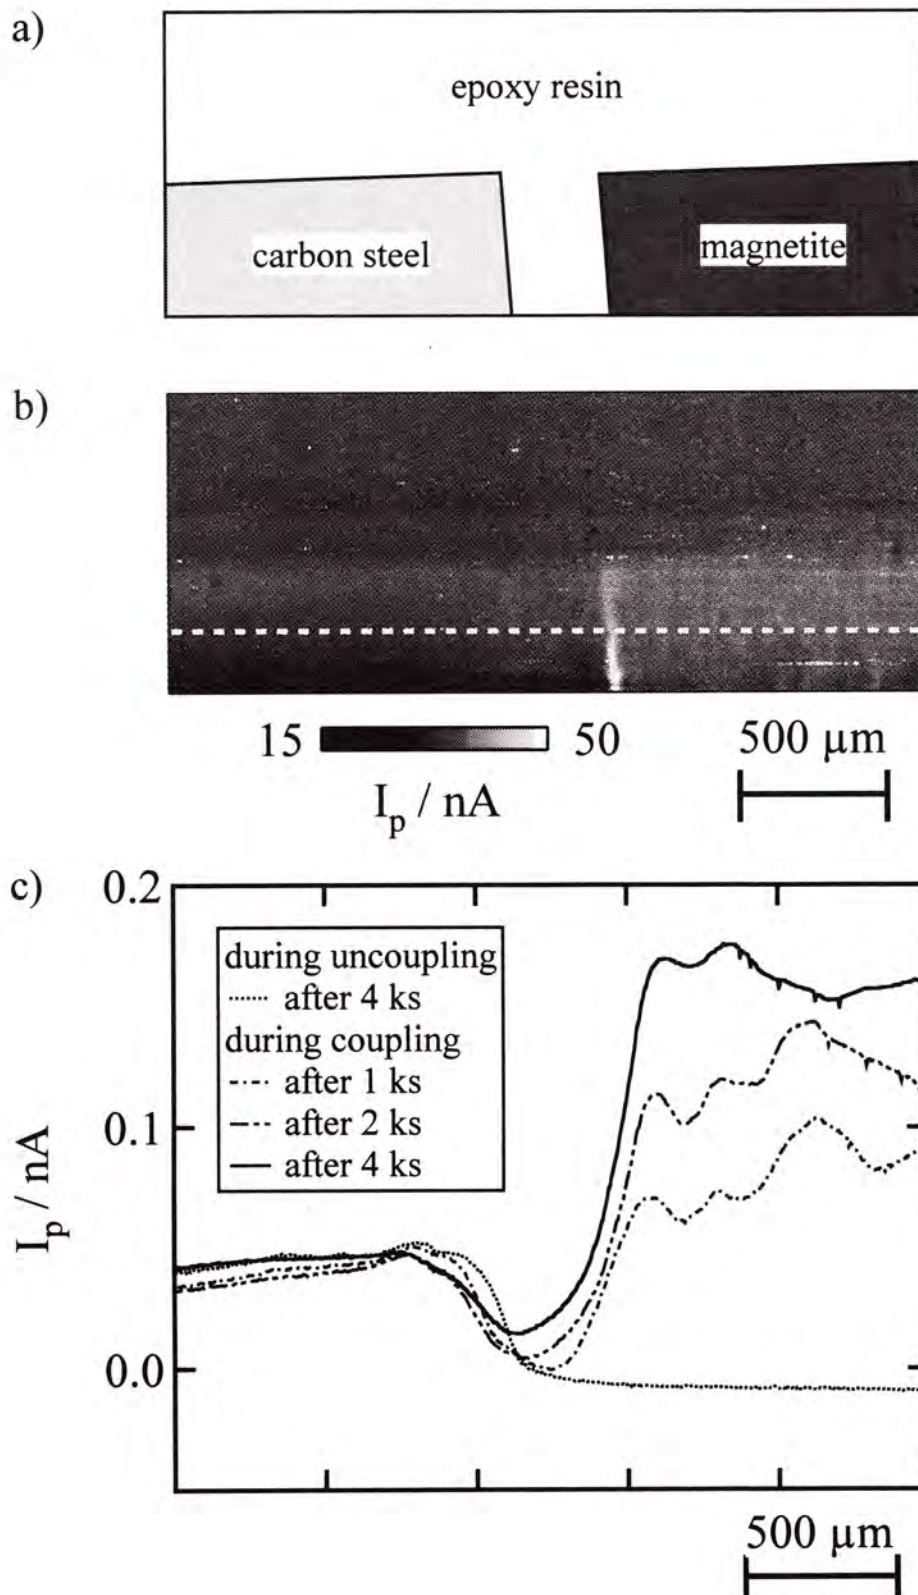 a)
epoxy resin
carbon steel
magnetite
b)
15
50
500 μm
I_p / nA
c)
0.2
during uncoupling
after 4 ks
during coupling
after 1 ks
after 2 ks
after 4 ks
0.1
I_p / nA
0.0
500 μm